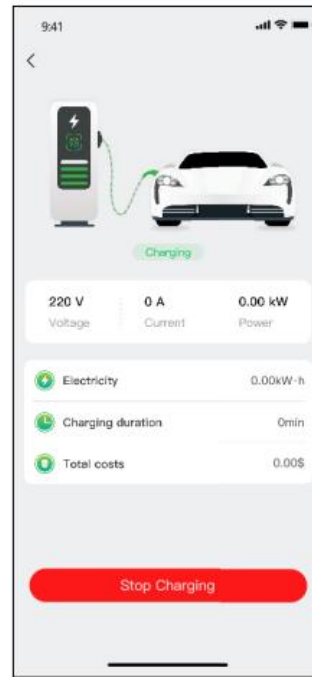 9:41
Charging
220 V 0 A 0.00 kW
Voltage Current Power
Electricity 0.00kW·h
Charging duration 0min
Total costs 0.00$
Stop Charging